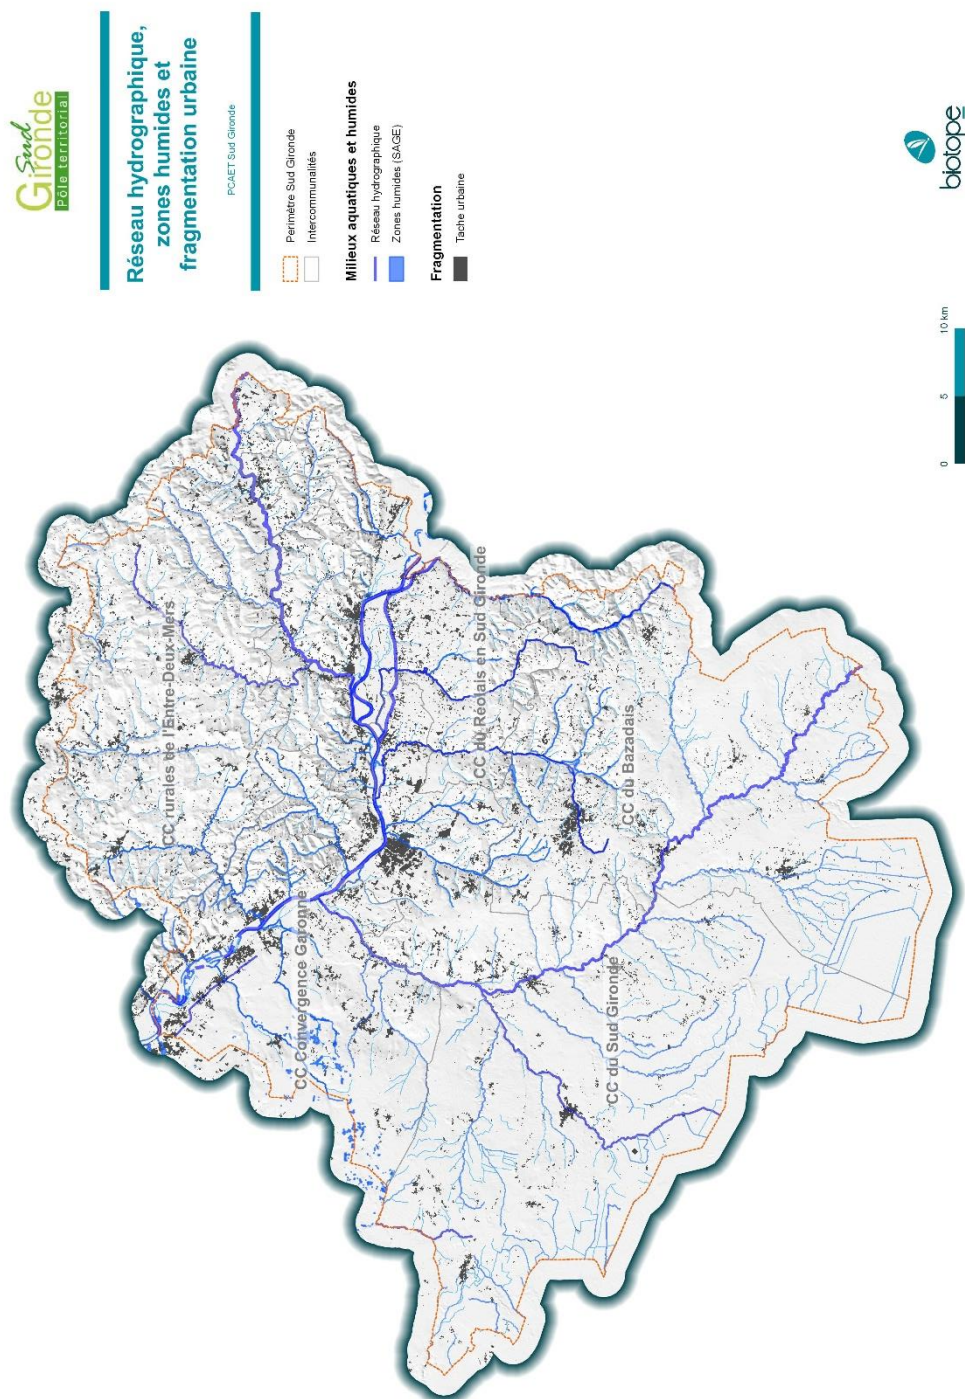 Sud
Gironde
Pôle territorial
Réseau hydrographique,
zones humides et
fragmentation urbaine
PCAET Sud Gironde
Perimètre Sud Gironde
Intercommunalités
Milieux aquatiques et humides
Réseau hydrographique
Zones humides (SAGE)
Fragmentation
Tache urbaine
CC rurales de l'Entre-Deux-Mers
CC Convergence Garonne
CC du Réolais en Sud Gironde
CC du Bazadais
CC du Sud Gironde
0 5 10 km
biotope